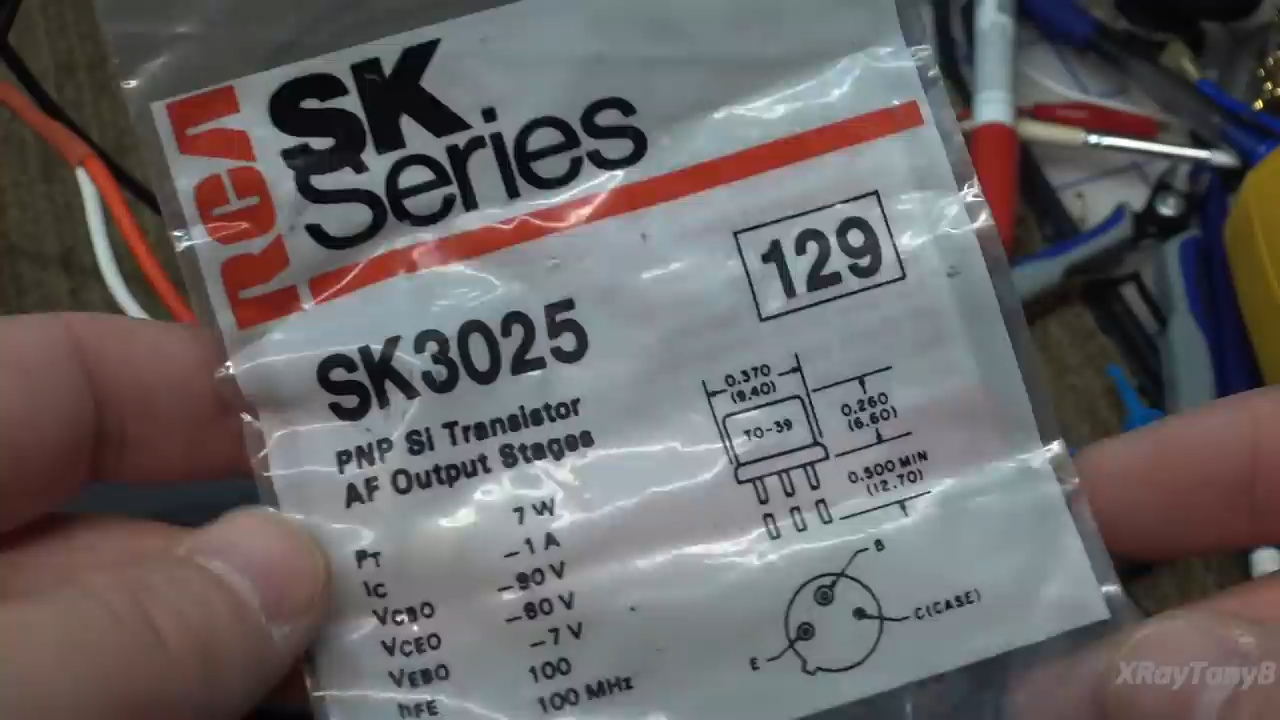 RCA
SK
Series
129
SK3025
PNP Si Transistor
AF Output Stages
PT 7 W
IC -1 A
VCBO -90 V
VCEO -80 V
VEBO -7 V
hFE 100
100 MHz
0.370
(9.40)
TO-39
0.260
(6.60)
0.500 MIN
(12.70)
B
C(CASE)
E
XRayTonyB